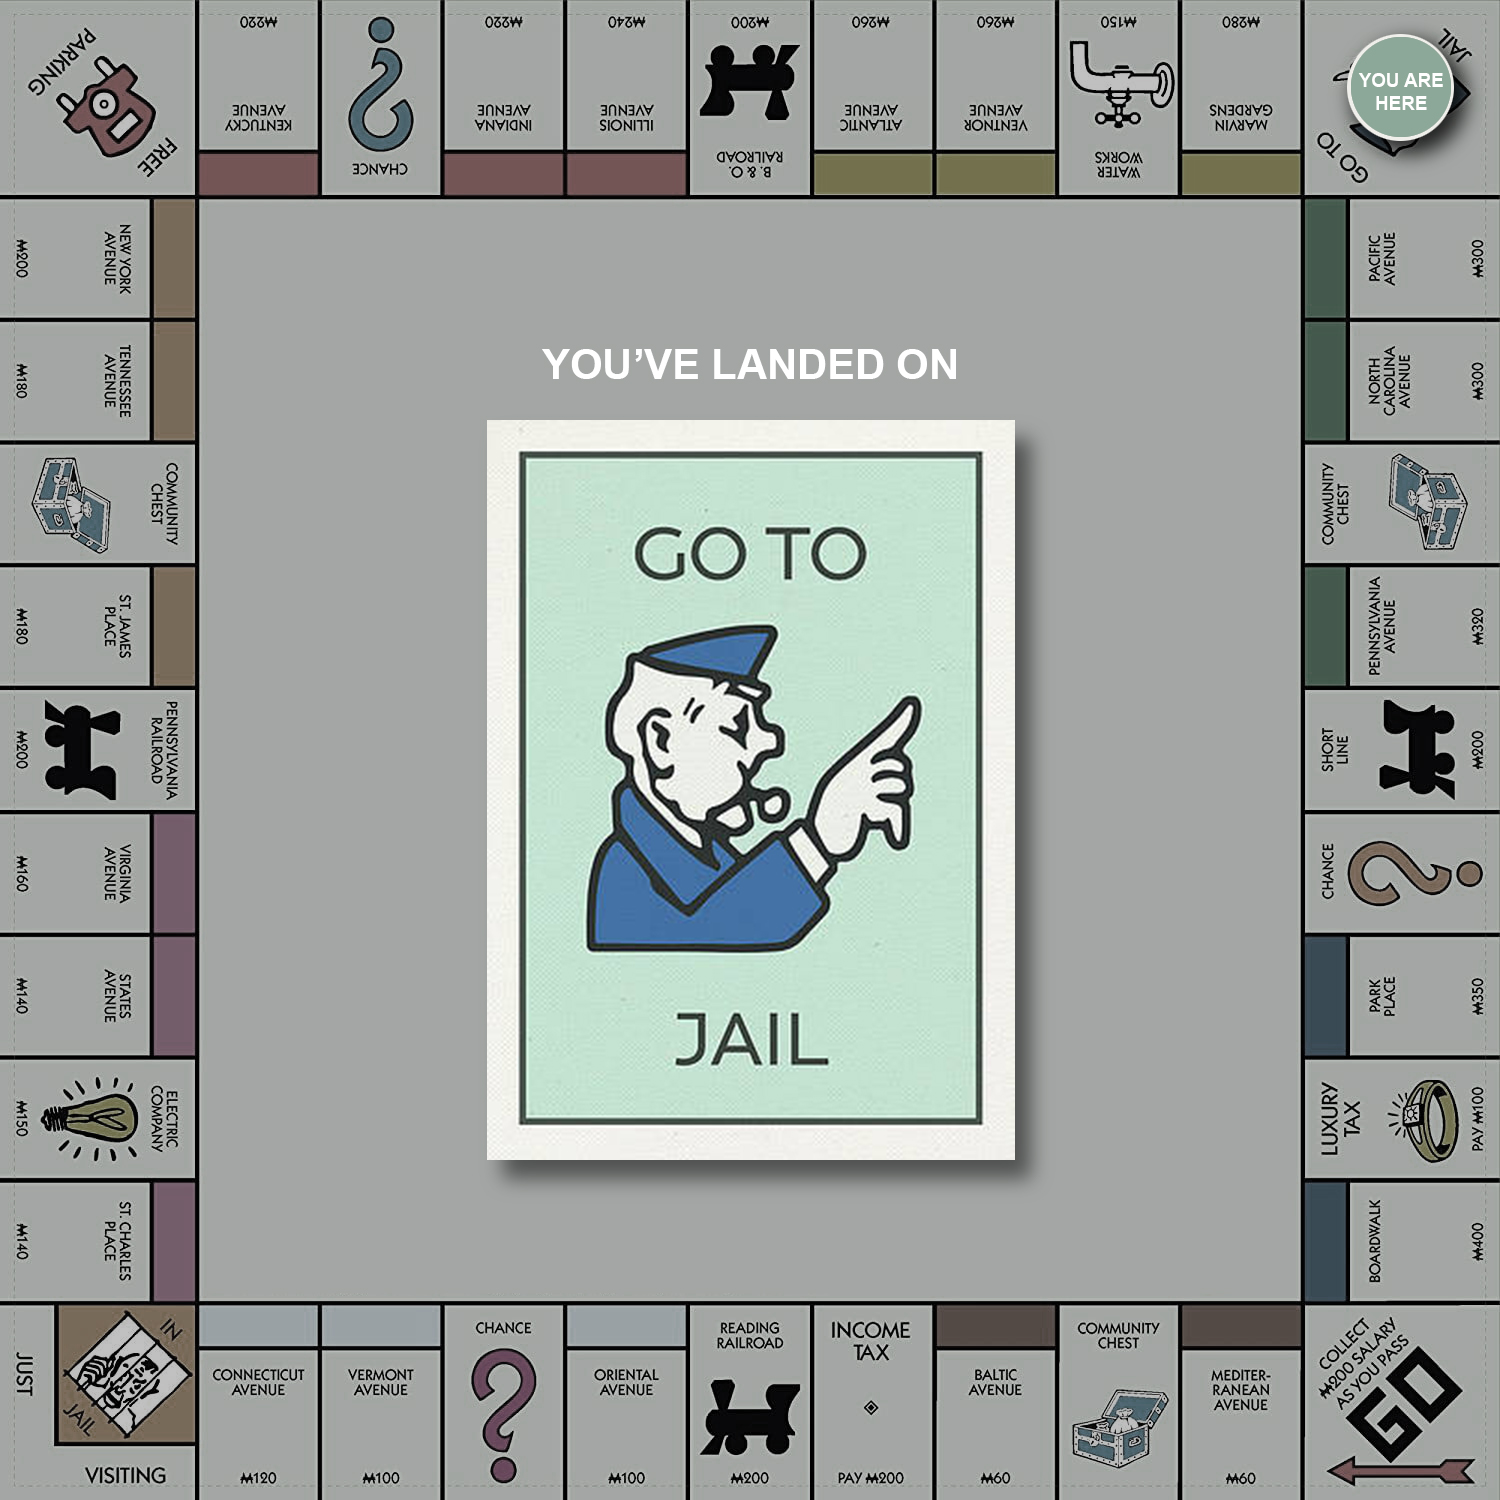 ₩220
KENTUCKY
AVENUE
CHANCE
₩220
INDIANA
AVENUE
₩240
ILLINOIS
AVENUE
₩200
B. & O.
RAILROAD
₩260
ATLANTIC
AVENUE
₩260
VENTNOR
AVENUE
₩150
WATER
WORKS
₩280
MARVIN
GARDENS
FREE
PARKING
GO TO
JAIL
YOU ARE
HERE
NEW YORK
AVENUE
₩200
TENNESSEE
AVENUE
₩180
COMMUNITY
CHEST
ST. JAMES
PLACE
₩180
PENNSYLVANIA
RAILROAD
₩200
VIRGINIA
AVENUE
₩160
STATES
AVENUE
₩140
ELECTRIC
COMPANY
₩150
ST. CHARLES
PLACE
₩140
YOU’VE LANDED ON
GO TO
JAIL
PACIFIC
AVENUE
₩300
NORTH
CAROLINA
AVENUE
₩300
COMMUNITY
CHEST
PENNSYLVANIA
AVENUE
₩320
SHORT
LINE
₩200
CHANCE
PARK
PLACE
₩350
LUXURY
TAX
PAY ₩100
BOARDWALK
₩400
IN
JAIL
JUST
VISITING
CONNECTICUT
AVENUE
₩120
VERMONT
AVENUE
₩100
CHANCE
ORIENTAL
AVENUE
₩100
READING
RAILROAD
₩200
INCOME
TAX
PAY ₩200
BALTIC
AVENUE
₩60
COMMUNITY
CHEST
MEDITER-
RANEAN
AVENUE
₩60
COLLECT
₩200 SALARY
AS YOU PASS
GO